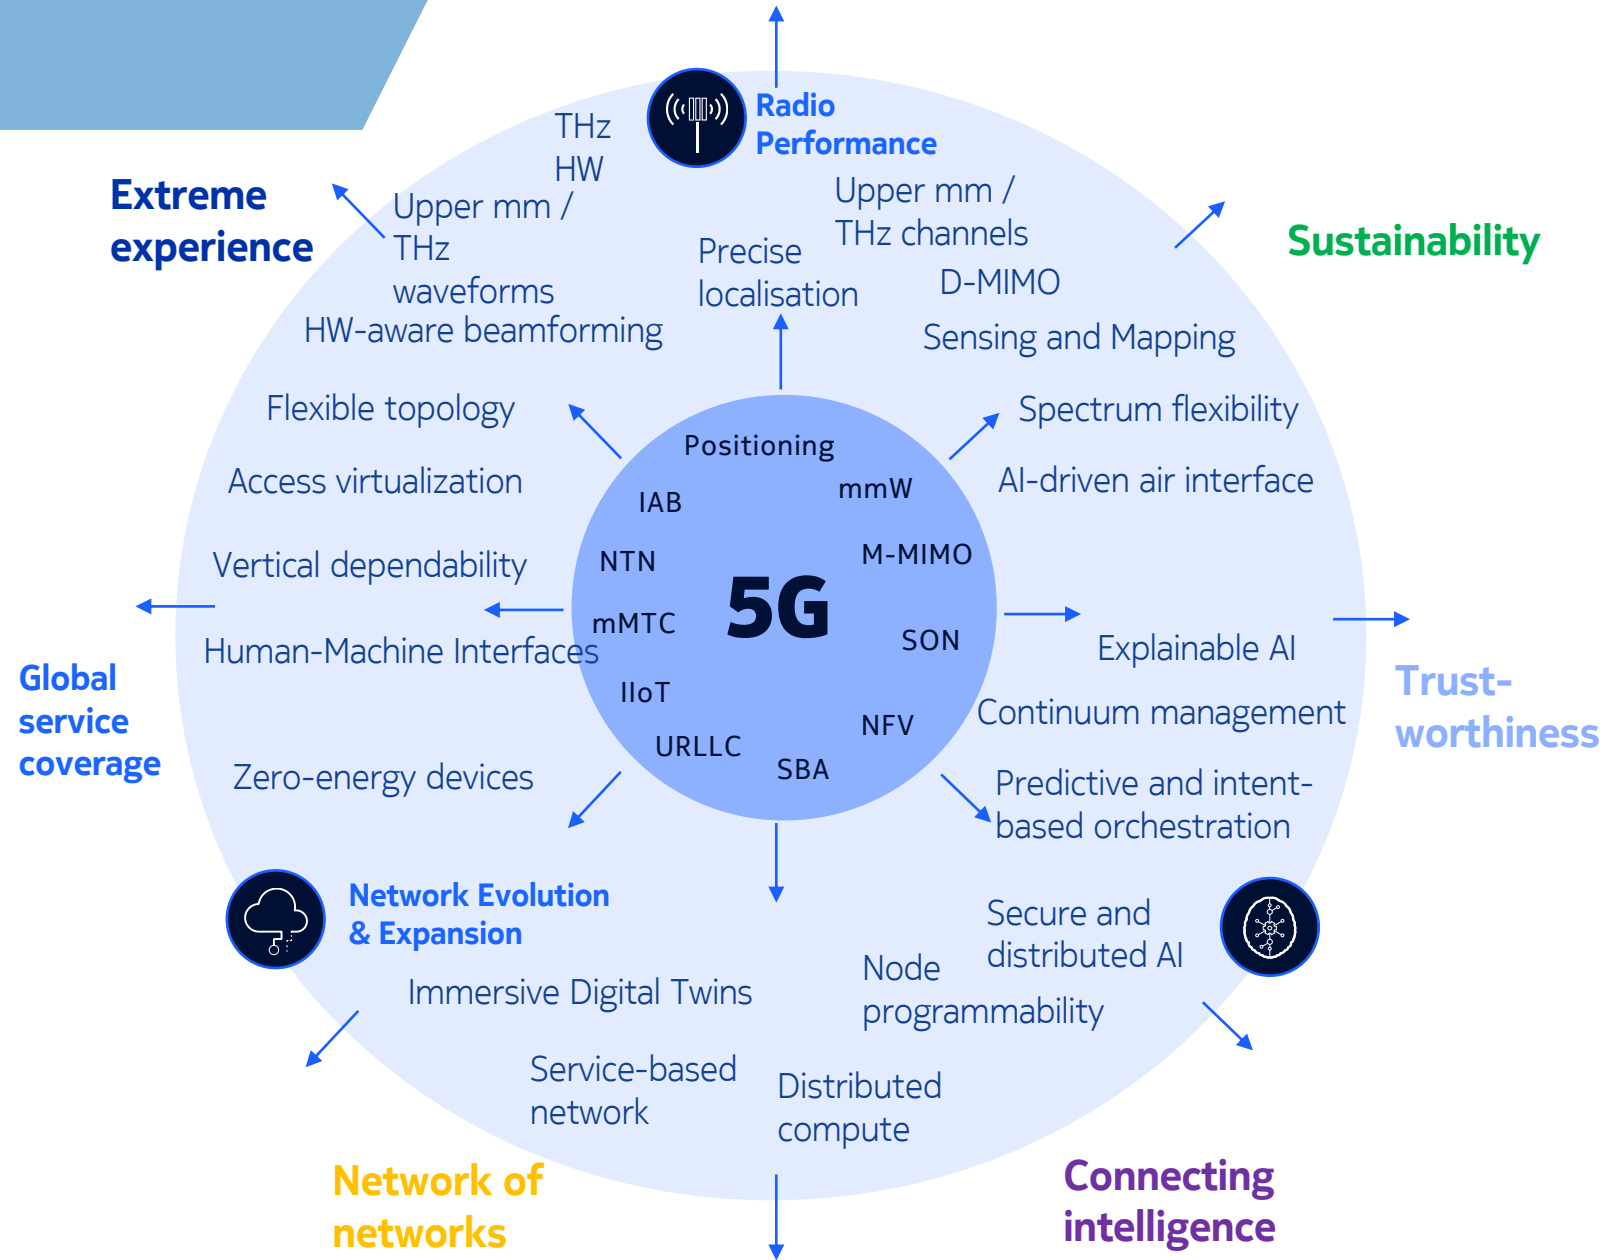 Radio
Performance
THz
HW
Extreme
experience
Upper mm /
THz
waveforms
Upper mm /
THz channels
Precise
localisation
D-MIMO
Sustainability
HW-aware beamforming
Sensing and Mapping
Flexible topology
Spectrum flexibility
Access virtualization
AI-driven air interface
Vertical dependability
Human-Machine Interfaces
Positioning
mmW
IAB
M-MIMO
NTN
5G
mMTC
SON
IIoT
NFV
URLLC
SBA
Explainable AI
Continuum management
Predictive and intent-
based orchestration
Global
service
coverage
Trust-
worthiness
Zero-energy devices
Network Evolution
& Expansion
Secure and
distributed AI
Node
programmability
Immersive Digital Twins
Service-based
network
Distributed
compute
Network of
networks
Connecting
intelligence